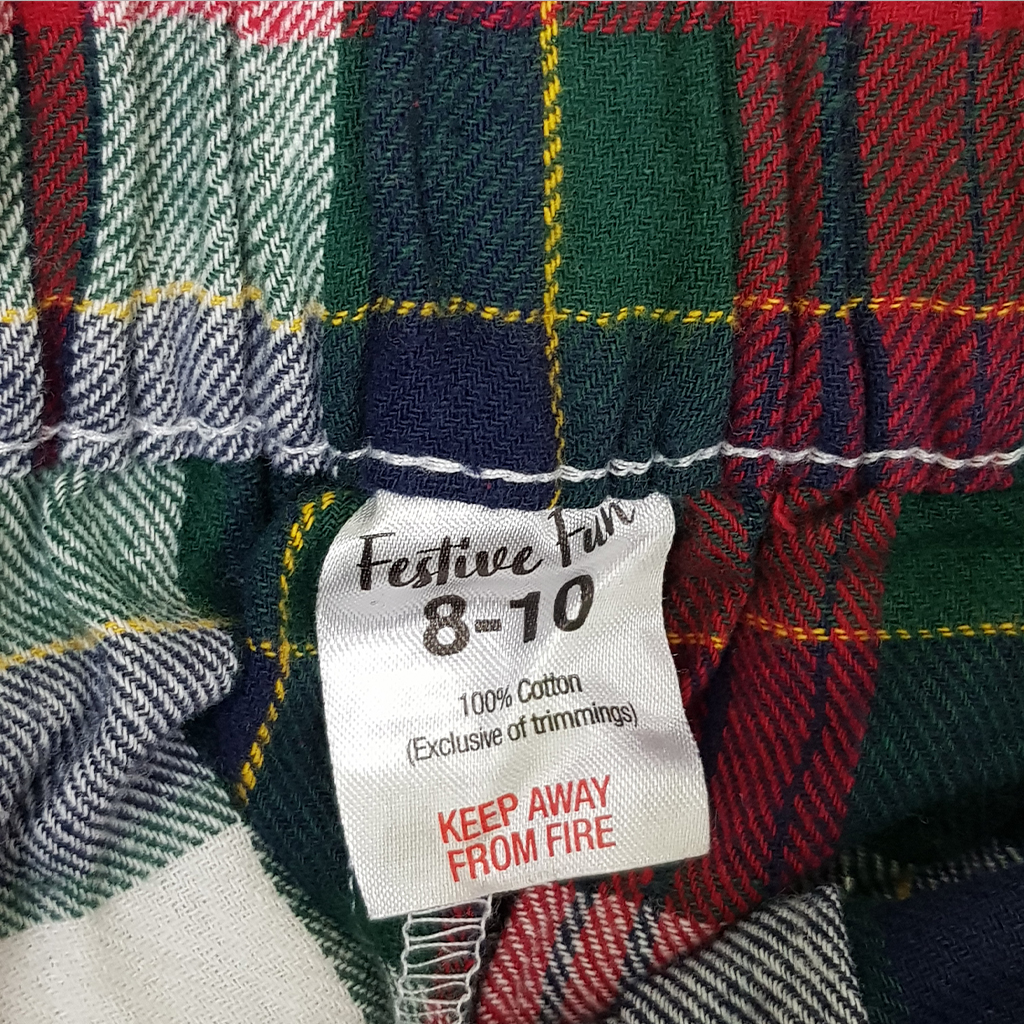 Festive Fun
8-10
100% Cotton
(Exclusive of trimmings)
KEEP AWAY
FROM FIRE